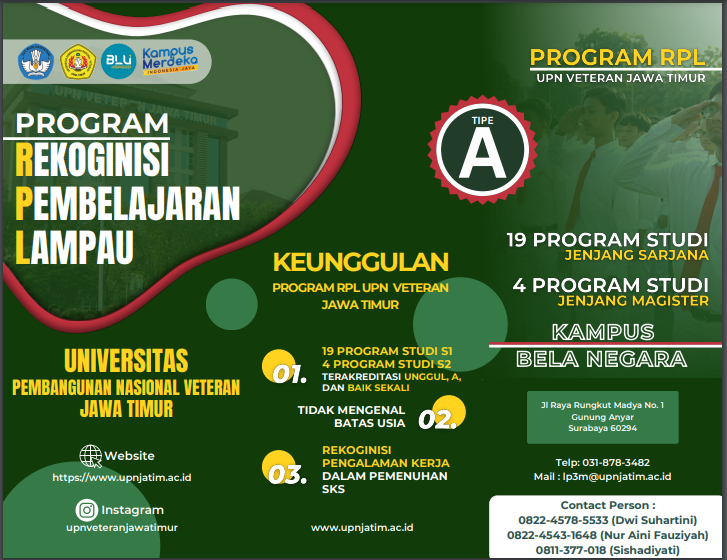 BLU
Kampus
Merdeka
INDONESIA JAYA
PROGRAM
REKOGINISI
PEMBELAJARAN
LAMPAU
UNIVERSITAS
PEMBANGUNAN NASIONAL VETERAN
JAWA TIMUR
Website
https://www.upnjatim.ac.id
Instagram
upnveteranjawatimur
KEUNGGULAN
PROGRAM RPL UPN VETERAN
JAWA TIMUR
01.
19 PROGRAM STUDI S1
4 PROGRAM STUDI S2
TERAKREDITASI UNGGUL, A,
DAN BAIK SEKALI
TIDAK MENGENAL
BATAS USIA
02.
03.
REKOGINISI
PENGALAMAN KERJA
DALAM PEMENUHAN
SKS
www.upnjatim.ac.id
PROGRAM RPL
UPN VETERAN JAWA TIMUR
TIPE
A
19 PROGRAM STUDI
JENJANG SARJANA
4 PROGRAM STUDI
JENJANG MAGISTER
KAMPUS
BELA NEGARA
Jl Raya Rungkut Madya No. 1
Gunung Anyar
Surabaya 60294
Telp: 031-878-3482
Mail : lp3m@upnjatim.ac.id
Contact Person :
0822-4578-5533 (Dwi Suhartini)
0822-4543-1648 (Nur Aini Fauziyah)
0811-377-018 (Sishadiyati)